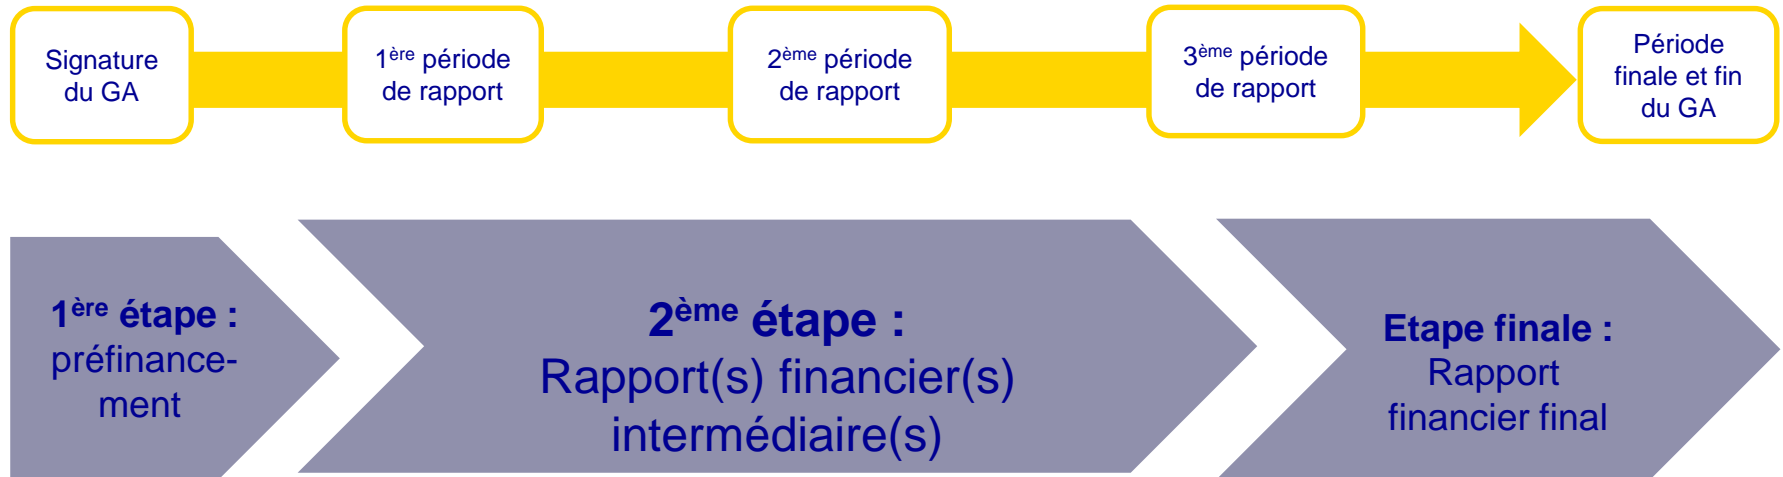 Signature
du GA
1ère période
de rapport
2ème période
de rapport
3ème période
de rapport
Période
finale et fin
du GA
1ère étape :
préfinance-
ment
2ème étape :
Rapport(s) financier(s)
intermédiaire(s)
Etape finale :
Rapport
financier final